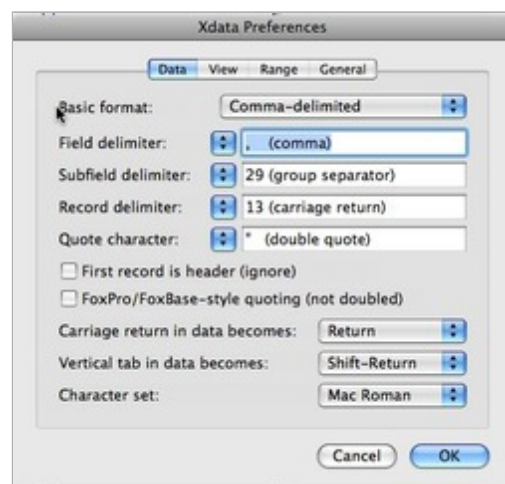 Xdata Preferences
Data View Range General
Basic format: Comma-delimited
Field delimiter: , (comma)
Subfield delimiter: 29 (group separator)
Record delimiter: 13 (carriage return)
Quote character: " (double quote)
First record is header (ignore)
FoxPro/FoxBase-style quoting (not doubled)
Carriage return in data becomes: Return
Vertical tab in data becomes: Shift-Return
Character set: Mac Roman
Cancel OK